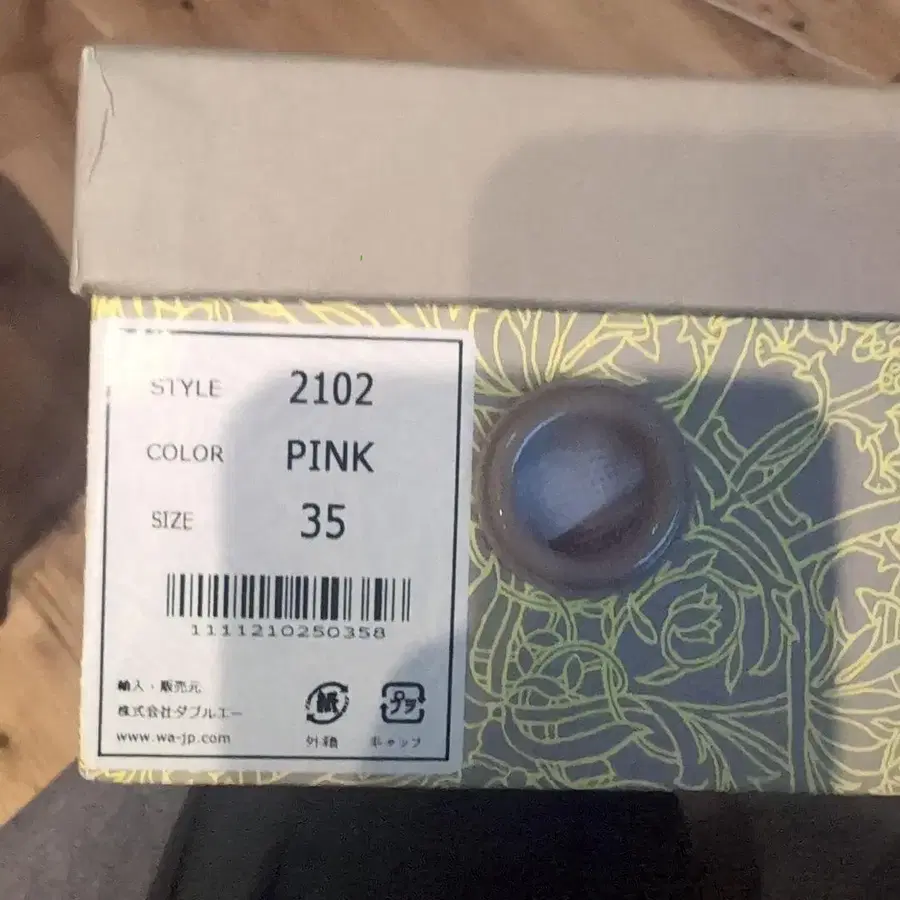 STYLE 2102
COLOR PINK
SIZE 35
1111210250358
輸入・販売元
株式会社ダブルエー
www.wa-jp.com
紙 プラ
外箱 キャップ